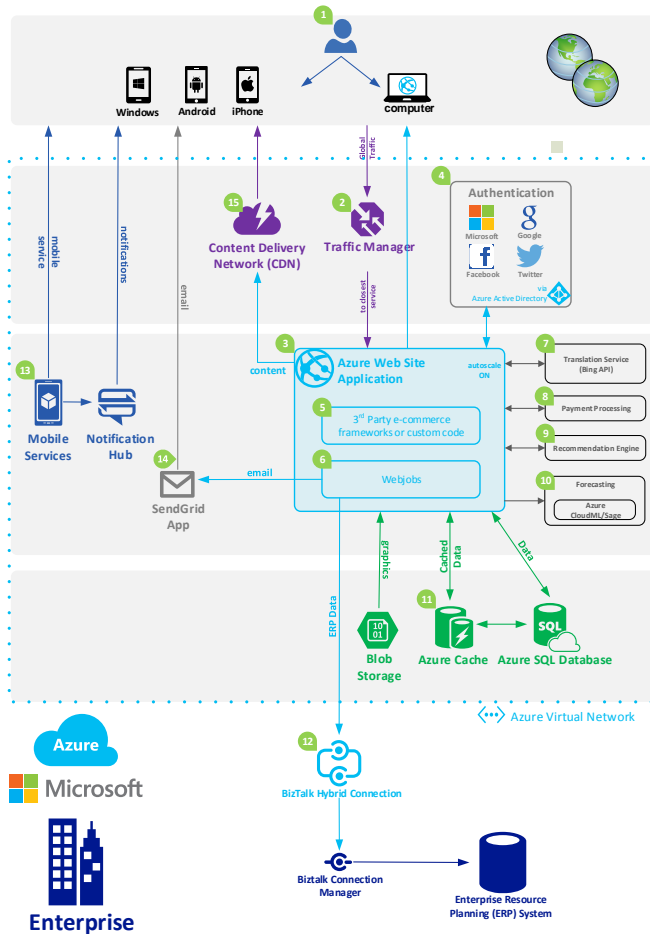 1
Windows
Android
iPhone
computer
Global
Traffic
mobile
service
notifications
email
15
Content Delivery
Network (CDN)
2
Traffic Manager
4
Authentication
Microsoft
Google
Facebook
Twitter
via
Azure Active Directory
to closest
service
content
3
Azure Web Site
Application
autoscale
ON
5
3rd Party e-commerce
frameworks or custom code
6
Webjobs
7
Translation Service
(Bing API)
8
Payment Processing
9
Recommendation Engine
10
Forecasting
Azure
CloudML/Sage
13
Mobile
Services
Notification
Hub
14
email
SendGrid
App
ERP Data
graphics
Cached
Data
Data
10
01
Blob
Storage
11
Azure Cache
SQL
Azure SQL Database
Azure Virtual Network
Azure
Microsoft
12
BizTalk Hybrid Connection
Biztalk Connection
Manager
Enterprise Resource
Planning (ERP) System
Enterprise